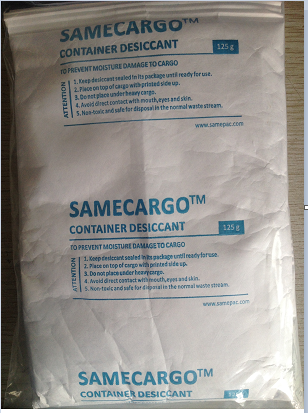 SAMECARGO™
CONTAINER DESICCANT 125 g
TO PREVENT MOISTURE DAMAGE TO CARGO
ATTENTION
1. Keep desiccant sealed in its package until ready for use.
2. Place on top of cargo with printed side up.
3. Do not place under heavy cargo.
4. Avoid direct contact with mouth,eyes and skin.
5. Non-toxic and safe for disposal in the normal waste stream.
www.samepac.com
SAMECARGO™
CONTAINER DESICCANT 125 g
TO PREVENT MOISTURE DAMAGE TO CARGO
ATTENTION
1. Keep desiccant sealed in its package until ready for use.
2. Place on top of cargo with printed side up.
3. Do not place under heavy cargo.
4. Avoid direct contact with mouth,eyes and skin.
5. Non-toxic and safe for disposal in the normal waste stream.
www.samepac.com
SAMECARGO™
CONTAINER DESICCANT